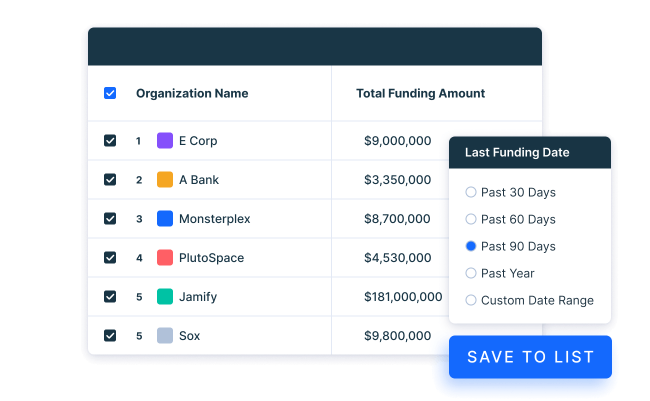 Organization Name Total Funding Amount
1 E Corp $9,000,000
2 A Bank $3,350,000
3 Monsterplex $8,700,000
4 PlutoSpace $4,530,000
5 Jamify $181,000,000
5 Sox $9,800,000
Last Funding Date
Past 30 Days
Past 60 Days
Past 90 Days
Past Year
Custom Date Range
SAVE TO LIST